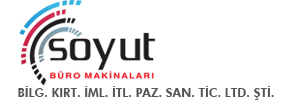 soyut
BÜRO MAKİNALARI
BİLG. KIRT. İML. İTL. PAZ. SAN. TİC. LTD. ŞTİ.